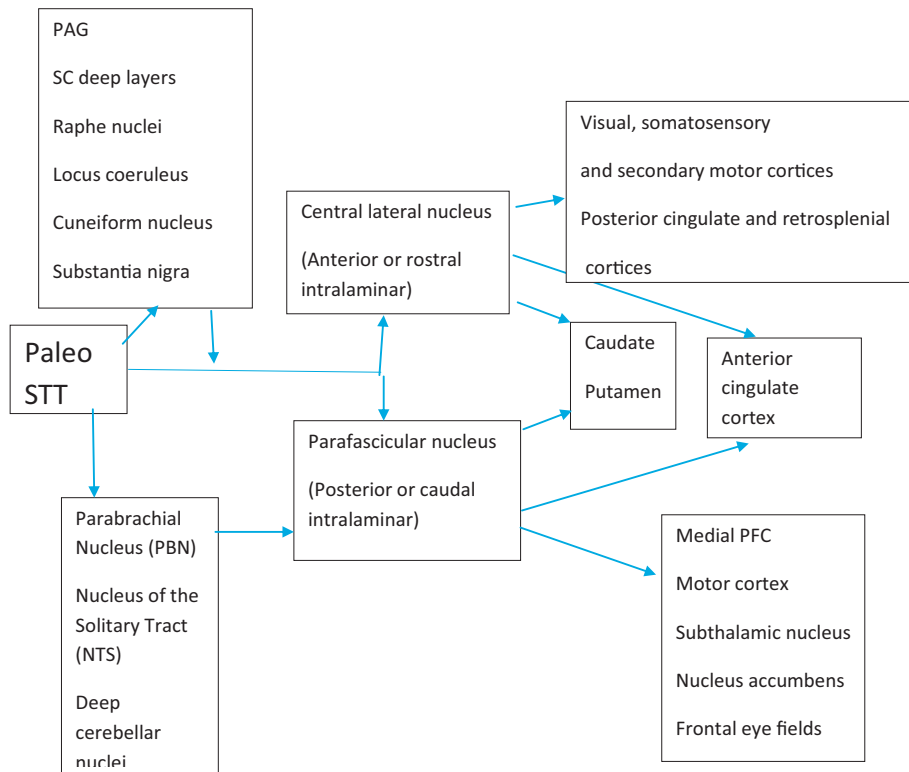 PAG
SC deep layers
Raphe nuclei
Locus coeruleus
Cuneiform nucleus
Substantia nigra
Paleo
STT
Parabrachial
Nucleus (PBN)
Nucleus of the
Solitary Tract
(NTS)
Deep
cerebellar
nuclei
Central lateral nucleus
(Anterior or rostral
intralaminar)
Parafascicular nucleus
(Posterior or caudal
intralaminar)
Visual, somatosensory
and secondary motor cortices
Posterior cingulate and retrosplenial
cortices
Caudate
Putamen
Anterior
cingulate
cortex
Medial PFC
Motor cortex
Subthalamic nucleus
Nucleus accumbens
Frontal eye fields